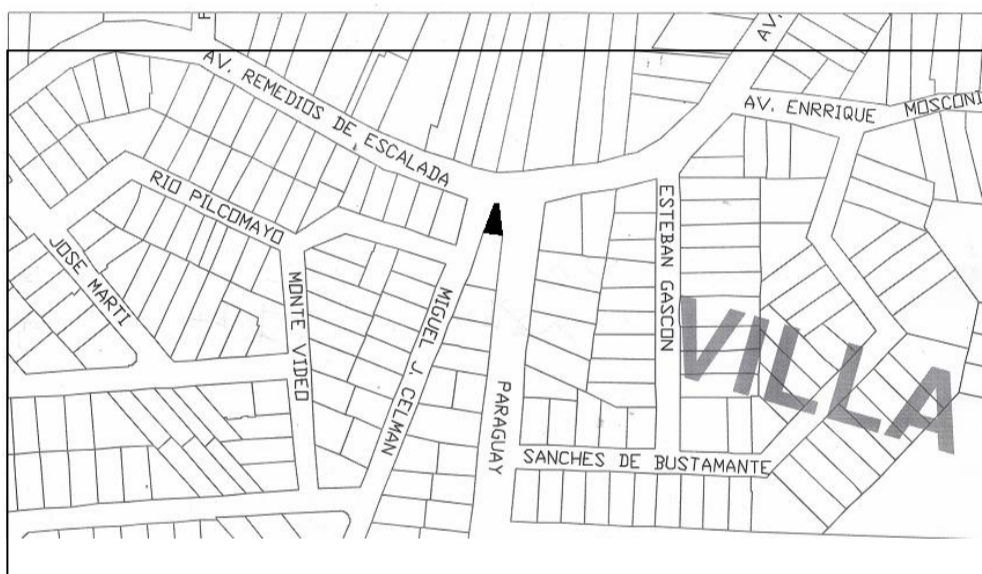 AV. REMEDIOS DE ESCALADA
AV.
AV. ENRRIQUE MOSCONI
RIO PILCOMAYO
JOSE MARTI
MONTE VIDEO
MIGUEL J. CELMAN
PARAGUAY
ESTEBAN GASCON
VILLA
SANCHES DE BUSTAMANTE